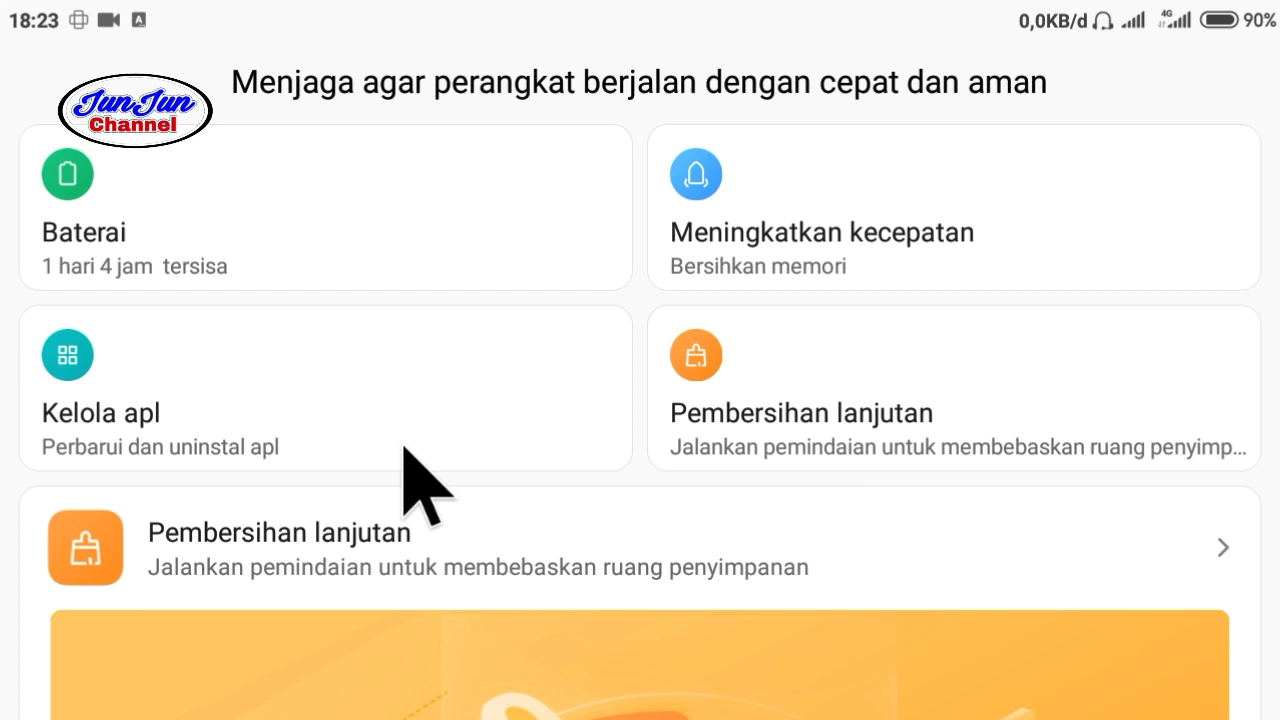 18:23 A 0,0KB/d 4G 90%
Menjaga agar perangkat berjalan dengan cepat dan aman
JunJun
Channel
Baterai
1 hari 4 jam tersisa
Meningkatkan kecepatan
Bersihkan memori
Kelola apl
Perbarui dan uninstal apl
Pembersihan lanjutan
Jalankan pemindaian untuk membebaskan ruang penyimp...
Pembersihan lanjutan
Jalankan pemindaian untuk membebaskan ruang penyimpanan